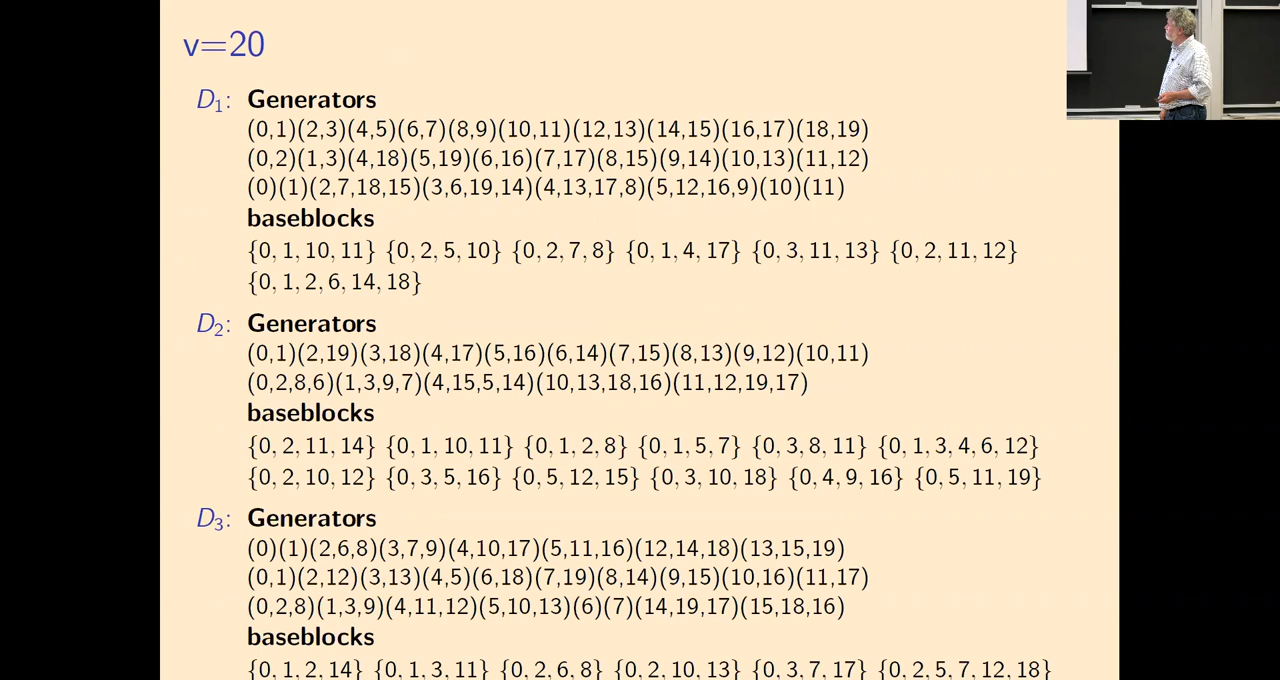 v=20
D₁: Generators
(0,1)(2,3)(4,5)(6,7)(8,9)(10,11)(12,13)(14,15)(16,17)(18,19)
(0,2)(1,3)(4,18)(5,19)(6,16)(7,17)(8,15)(9,14)(10,13)(11,12)
(0)(1)(2,7,18,15)(3,6,19,14)(4,13,17,8)(5,12,16,9)(10)(11)
baseblocks
{0, 1, 10, 11} {0, 2, 5, 10} {0, 2, 7, 8} {0, 1, 4, 17} {0, 3, 11, 13} {0, 2, 11, 12}
{0, 1, 2, 6, 14, 18}
D₂: Generators
(0,1)(2,19)(3,18)(4,17)(5,16)(6,14)(7,15)(8,13)(9,12)(10,11)
(0,2,8,6)(1,3,9,7)(4,15,5,14)(10,13,18,16)(11,12,19,17)
baseblocks
{0, 2, 11, 14} {0, 1, 10, 11} {0, 1, 2, 8} {0, 1, 5, 7} {0, 3, 8, 11} {0, 1, 3, 4, 6, 12}
{0, 2, 10, 12} {0, 3, 5, 16} {0, 5, 12, 15} {0, 3, 10, 18} {0, 4, 9, 16} {0, 5, 11, 19}
D₃: Generators
(0)(1)(2,6,8)(3,7,9)(4,10,17)(5,11,16)(12,14,18)(13,15,19)
(0,1)(2,12)(3,13)(4,5)(6,18)(7,19)(8,14)(9,15)(10,16)(11,17)
(0,2,8)(1,3,9)(4,11,12)(5,10,13)(6)(7)(14,19,17)(15,18,16)
baseblocks
{0, 1, 2, 14} {0, 1, 3, 11} {0, 2, 6, 8} {0, 2, 10, 13} {0, 3, 7, 17} {0, 2, 5, 7, 12, 18}